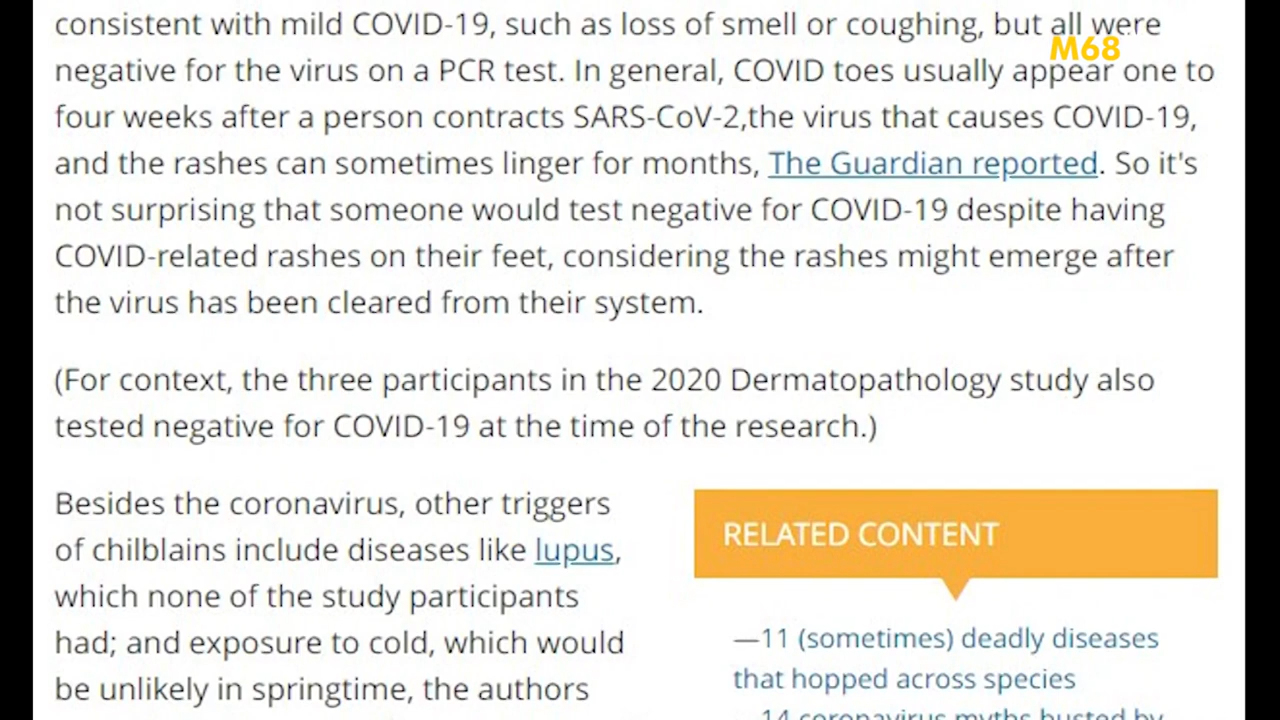 consistent with mild COVID-19, such as loss of smell or coughing, but all were
M68
negative for the virus on a PCR test. In general, COVID toes usually appear one to
four weeks after a person contracts SARS-CoV-2,the virus that causes COVID-19,
and the rashes can sometimes linger for months, The Guardian reported. So it's
not surprising that someone would test negative for COVID-19 despite having
COVID-related rashes on their feet, considering the rashes might emerge after
the virus has been cleared from their system.
(For context, the three participants in the 2020 Dermatopathology study also
tested negative for COVID-19 at the time of the research.)
Besides the coronavirus, other triggers
of chilblains include diseases like lupus,
which none of the study participants
had; and exposure to cold, which would
be unlikely in springtime, the authors
RELATED CONTENT
—11 (sometimes) deadly diseases
that hopped across species
14 coronavirus myths busted by